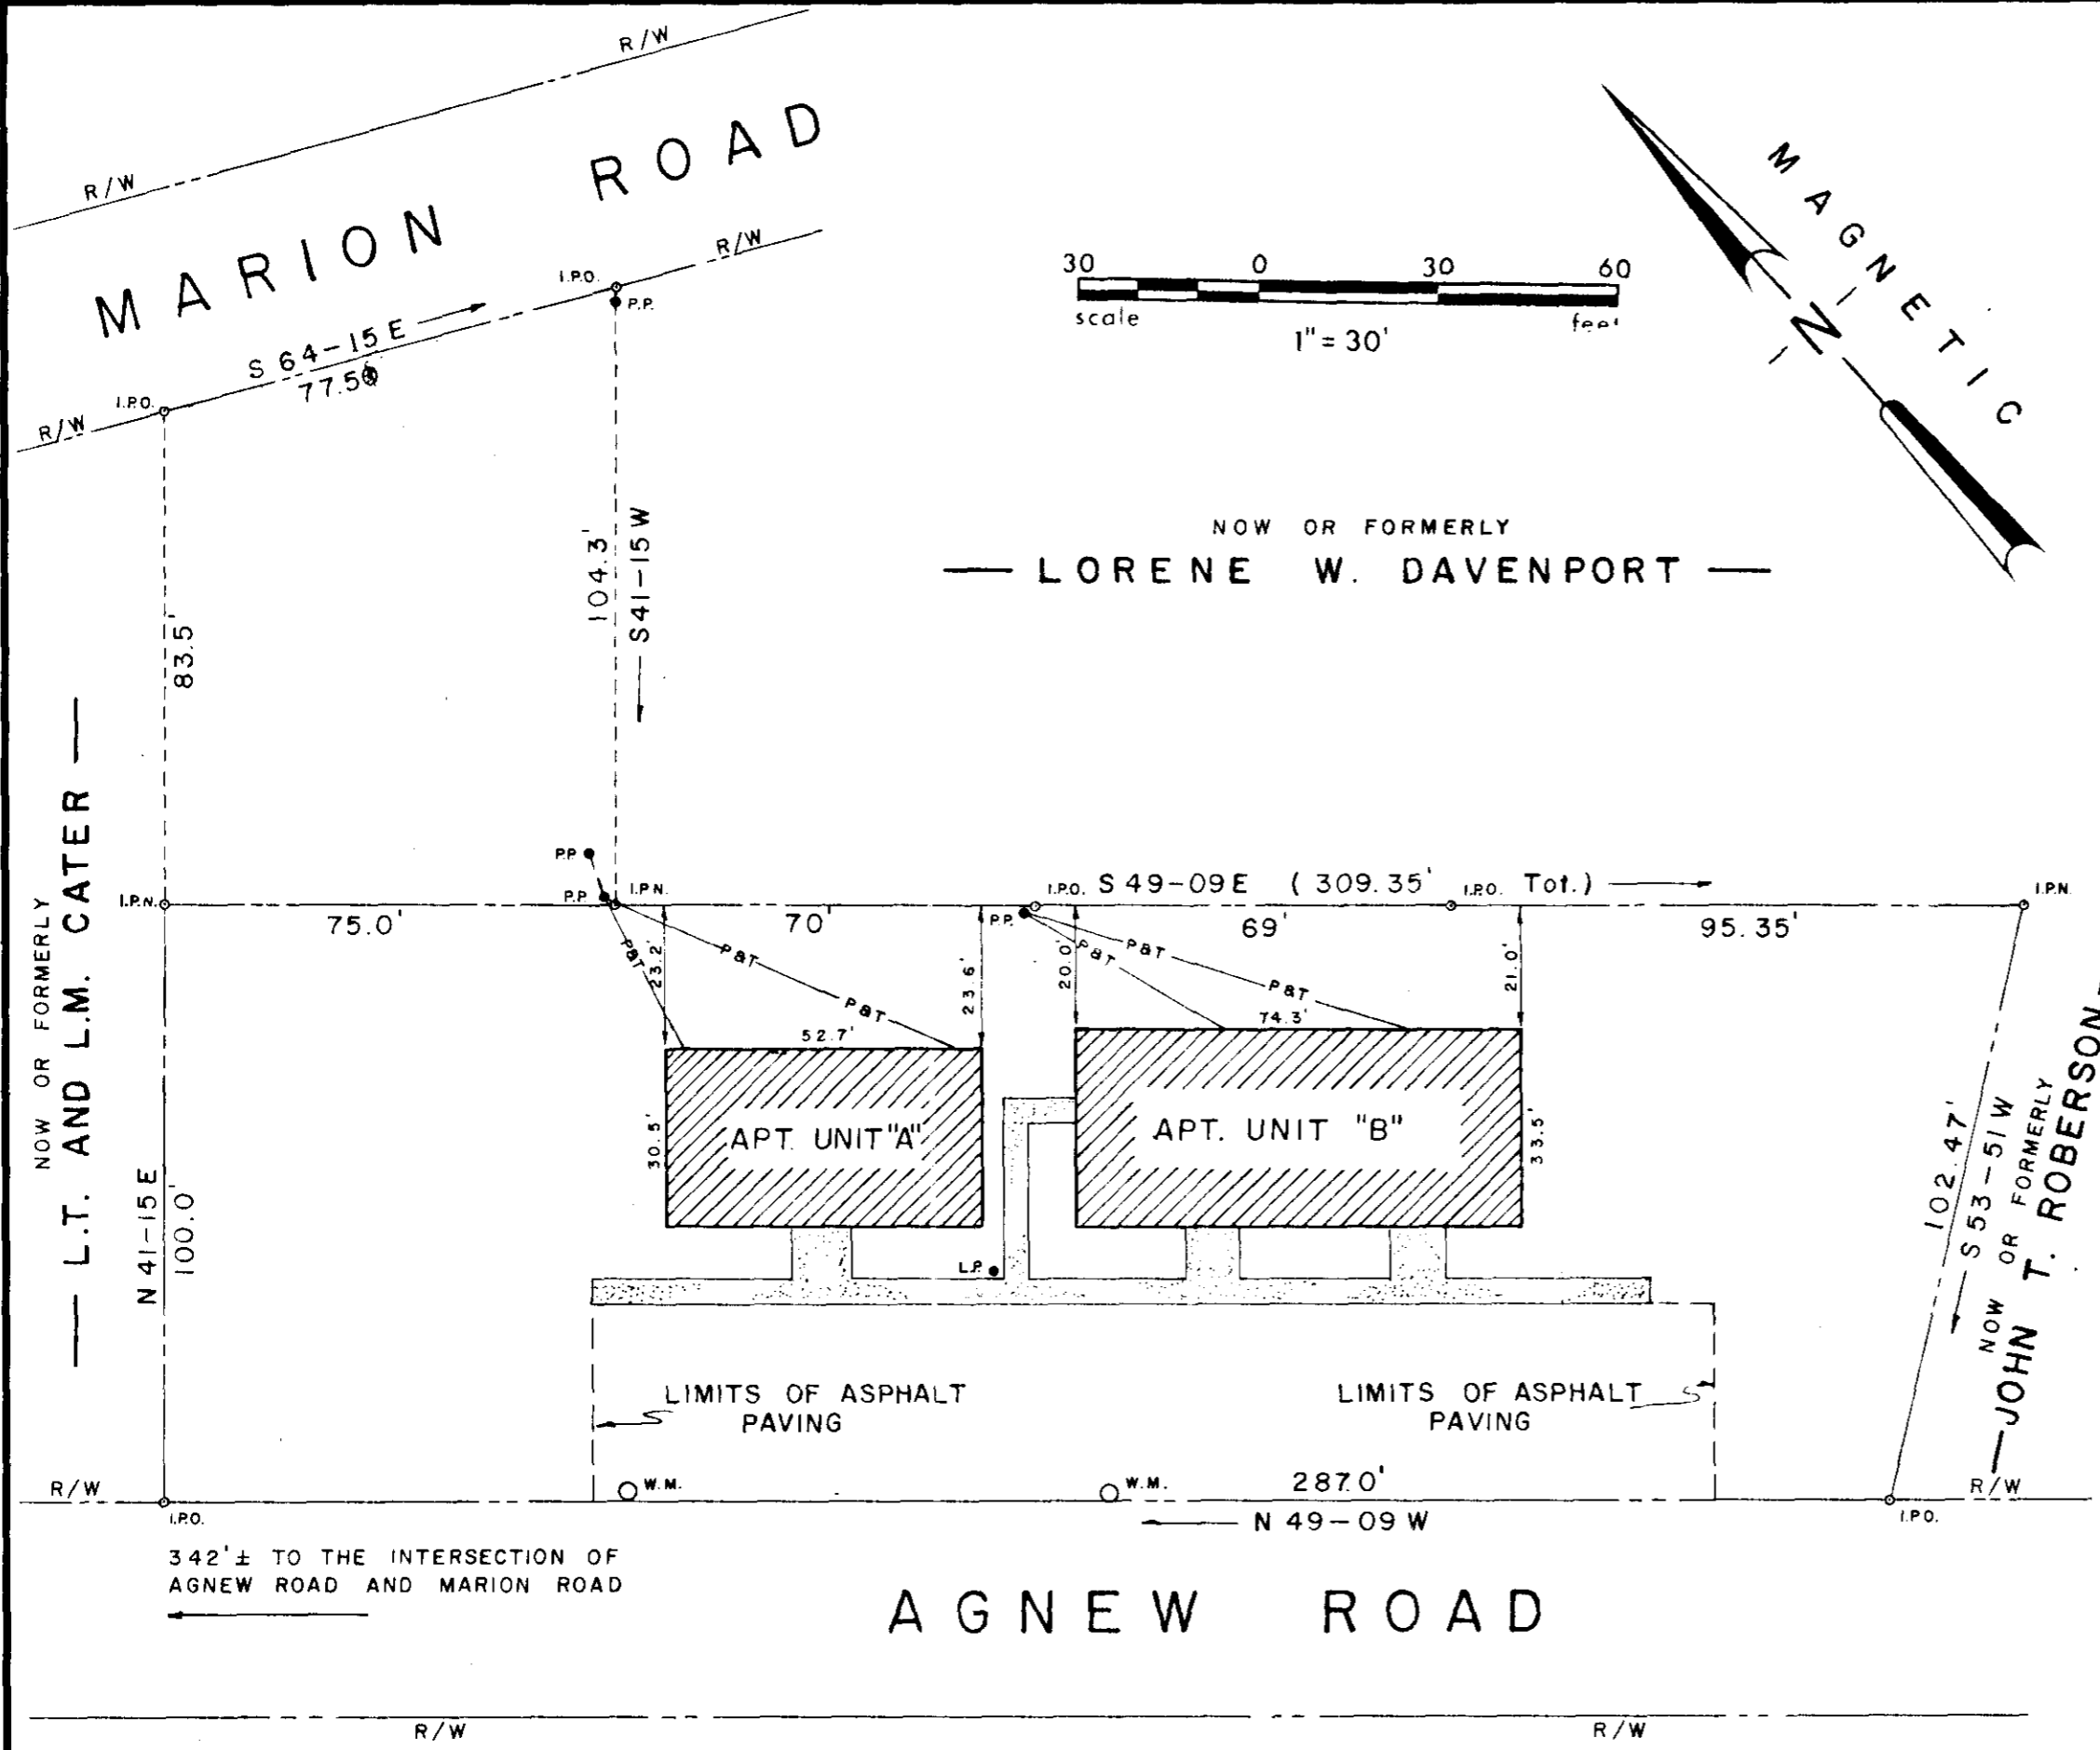 R/W
R/W
MARION ROAD
R/W
I.P.O.
P.P.
S 64-15 E
I.P.O.
R/W
MAGNETIC
N
30 0 30 60
scale feet
1" = 30'
83.5'
104.3'
S 41-15 W
NOW OR FORMERLY
— LORENE W. DAVENPORT —
NOW OR FORMERLY
— L.T. AND L.M. CATER —
P.P.
I.P.N.
P.P.
I.P.N.
I.P.O.
S 49-09 E ( 309.35' Tot.)
I.P.O.
I.P.N.
75.0'
70'
P.P.
69'
95.35'
P&T
23.2'
P&T
P&T
23.6'
20.0'
P&T
P&T
P&T
21.0'
52.7'
74.3'
30.5'
APT. UNIT "A"
APT. UNIT "B"
33.5'
N 41-15 E
100.0'
L.P.
102.47'
S 53-51 W
NOW OR FORMERLY
— JOHN T. ROBERSON —
LIMITS OF ASPHALT
PAVING
LIMITS OF ASPHALT
PAVING
R/W
W.M.
W.M.
287.0'
R/W
I.P.O.
N 49-09 W
I.P.O.
342'± TO THE INTERSECTION OF
AGNEW ROAD AND MARION ROAD
AGNEW ROAD
R/W
R/W